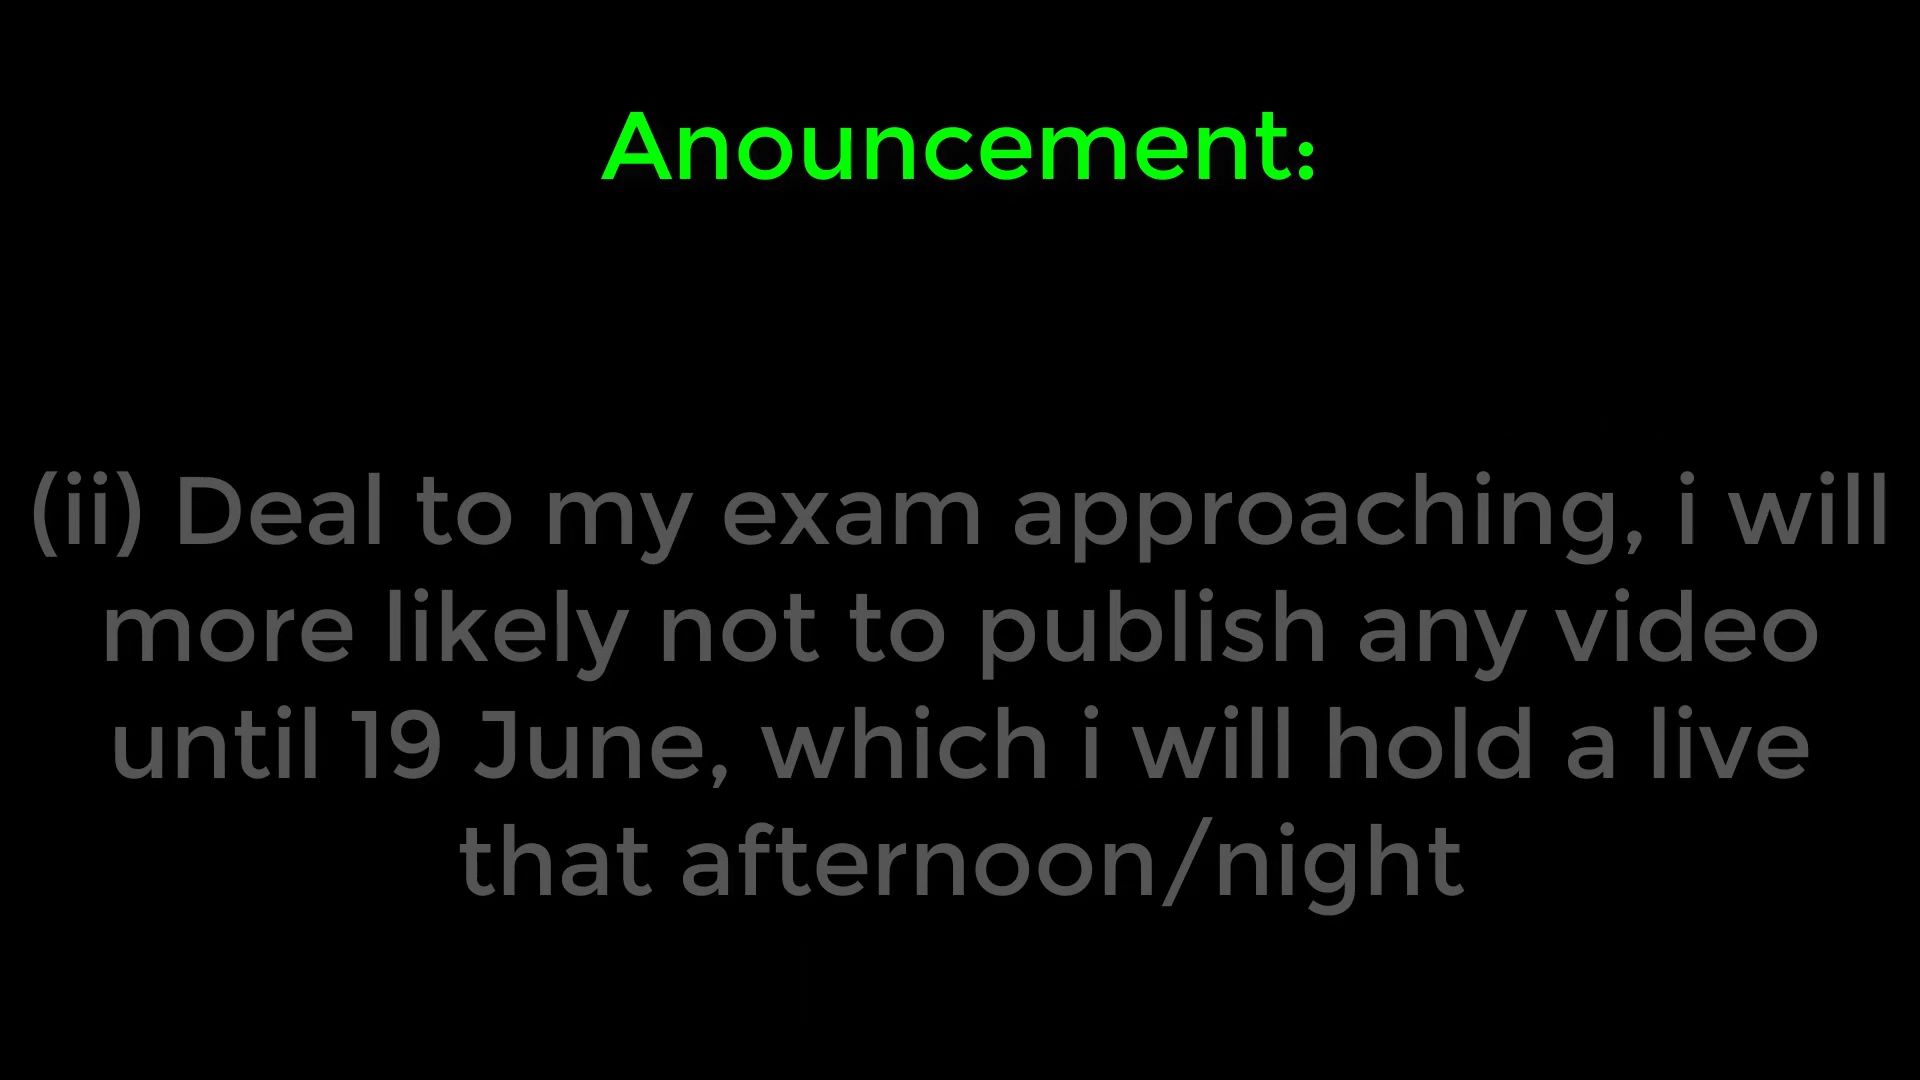 Anouncement:
(ii) Deal to my exam approaching, i will
more likely not to publish any video
until 19 June, which i will hold a live
that afternoon/night